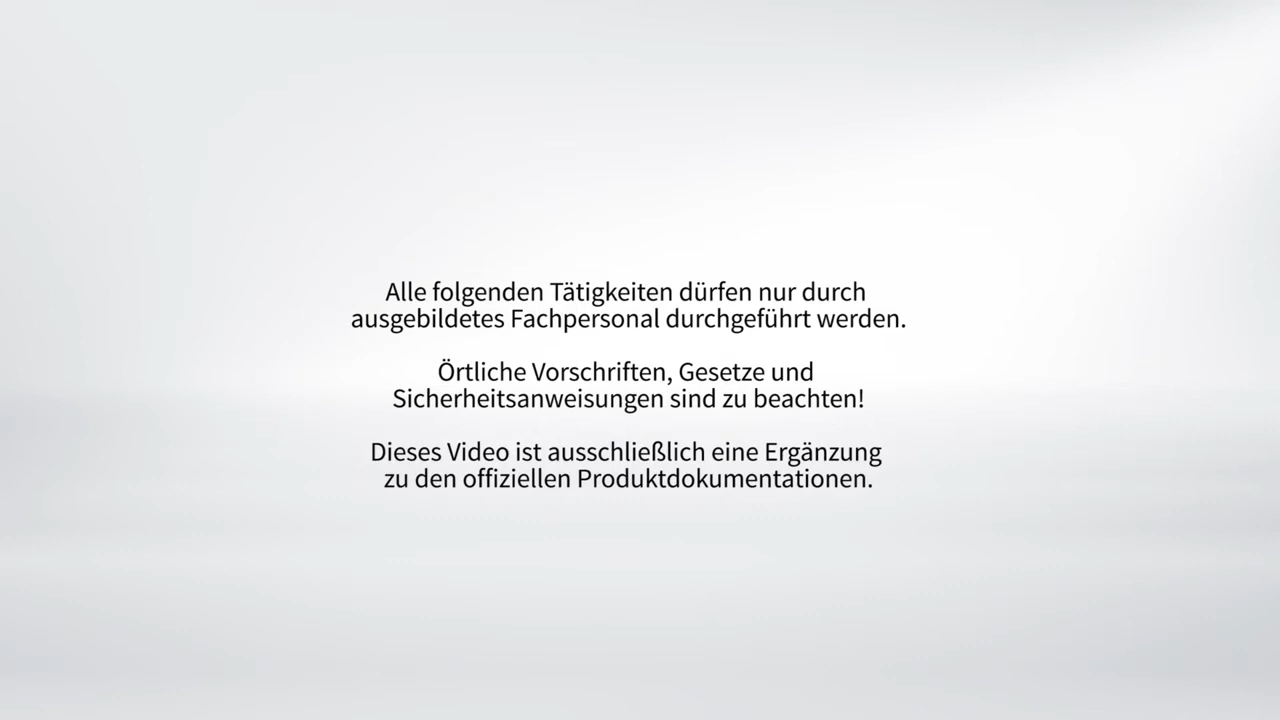 Alle folgenden Tätigkeiten dürfen nur durch
ausgebildetes Fachpersonal durchgeführt werden.
Örtliche Vorschriften, Gesetze und
Sicherheitsanweisungen sind zu beachten!
Dieses Video ist ausschließlich eine Ergänzung
zu den offiziellen Produktdokumentationen.